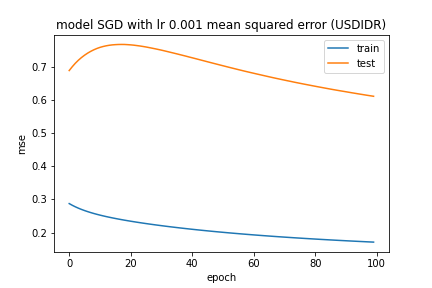 model SGD with lr 0.001 mean squared error (USDIDR)
train
test
mse
0.7
0.6
0.5
0.4
0.3
0.2
0 20 40 60 80 100
epoch